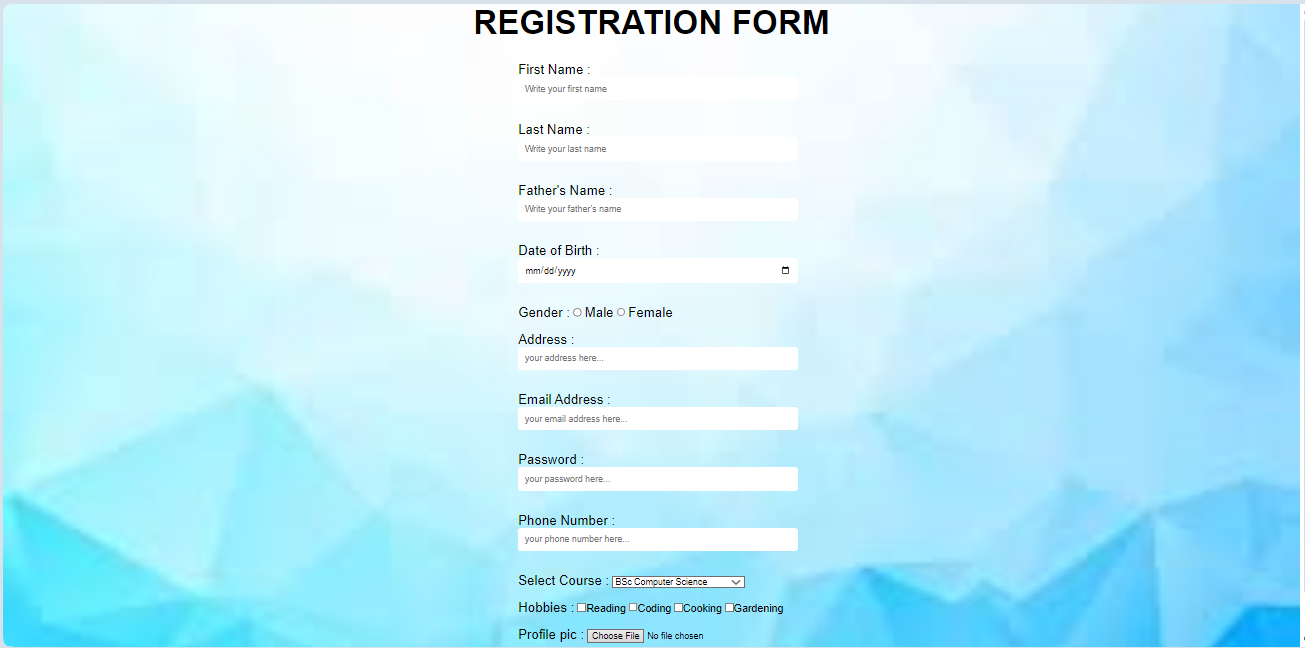 REGISTRATION FORM
First Name :
Write your first name
Last Name :
Write your last name
Father's Name :
Write your father's name
Date of Birth :
mm/dd/yyyy
Gender : Male Female
Address :
your address here...
Email Address :
your email address here...
Password :
your password here...
Phone Number :
your phone number here...
Select Course : BSc Computer Science
Hobbies : Reading Coding Cooking Gardening
Profile pic : Choose File No file chosen